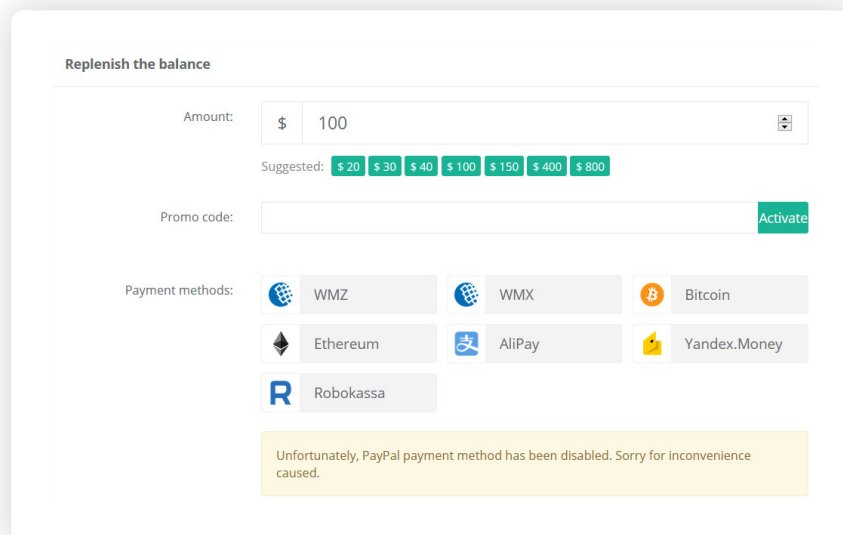 Replenish the balance
Amount:
$ 100
Suggested: $ 20 $ 30 $ 40 $ 100 $ 150 $ 400 $ 800
Promo code:
Activate
Payment methods:
WMZ WMX Bitcoin
Ethereum 支 AliPay Yandex.Money
R Robokassa
Unfortunately, PayPal payment method has been disabled. Sorry for inconvenience
caused.